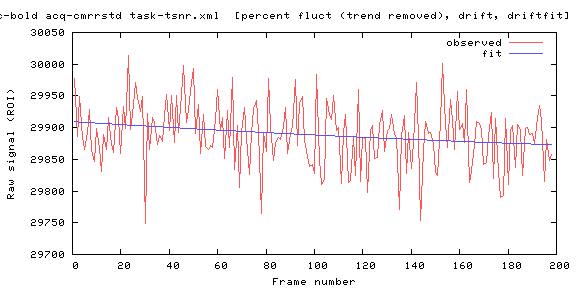 c-bold acq-cmrrstd task-tsnr.xml [percent fluct (trend removed), drift, driftfit]
observed
fit
30050
30000
29950
29900
29850
29800
29750
29700
Raw signal (ROI)
0 20 40 60 80 100 120 140 160 180 200
Frame number